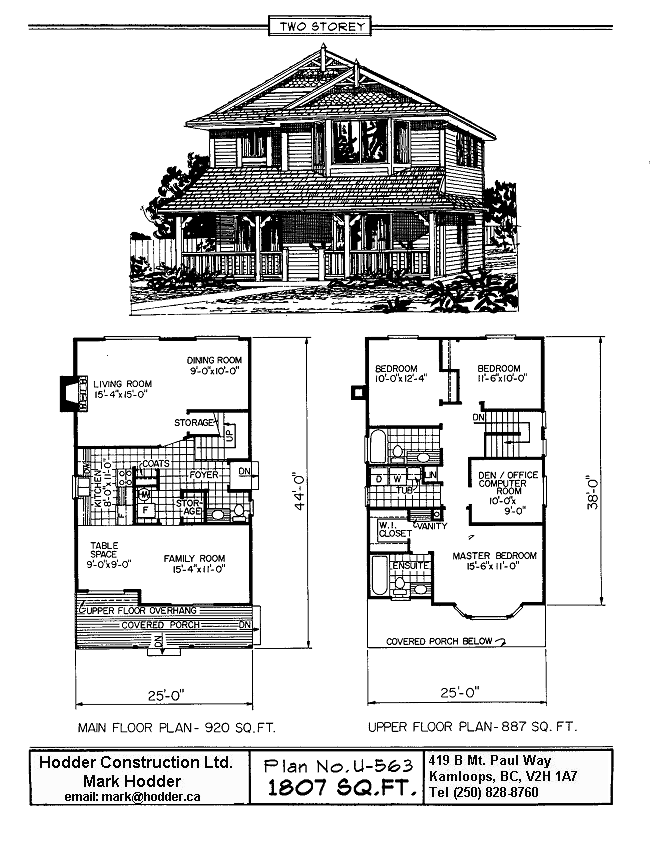 TWO STOREY
DINING ROOM
9'-0"x10'-0"
LIVING ROOM
15'-4"x15'-0"
STORAGE
UP
COATS
FOYER
DN
KITCHEN
8'-0"x11'-0"
DW
HW
F
F
STOR-
AGE
TABLE
SPACE
9'-0"x9'-0"
FAMILY ROOM
15'-4"x11'-0"
UPPER FLOOR OVERHANG
COVERED PORCH
DN
DN
44'-0"
25'-0"
MAIN FLOOR PLAN - 920 SQ. FT.
BEDROOM
10'-0"x12'-4"
BEDROOM
11'-6"x10'-0"
DN
D
W
LIN
TUB
DEN / OFFICE
COMPUTER
ROOM
10'-0"x
9'-0"
W.I.
CLOSET
VANITY
ENSUITE
MASTER BEDROOM
15'-6"x11'-0"
COVERED PORCH BELOW
38'-0"
25'-0"
UPPER FLOOR PLAN - 887 SQ. FT.
Hodder Construction Ltd.
Mark Hodder
email: mark@hodder.ca
Plan No. U-563
1807 SQ.FT.
419 B Mt. Paul Way
Kamloops, BC, V2H 1A7
Tel (250) 828-8760